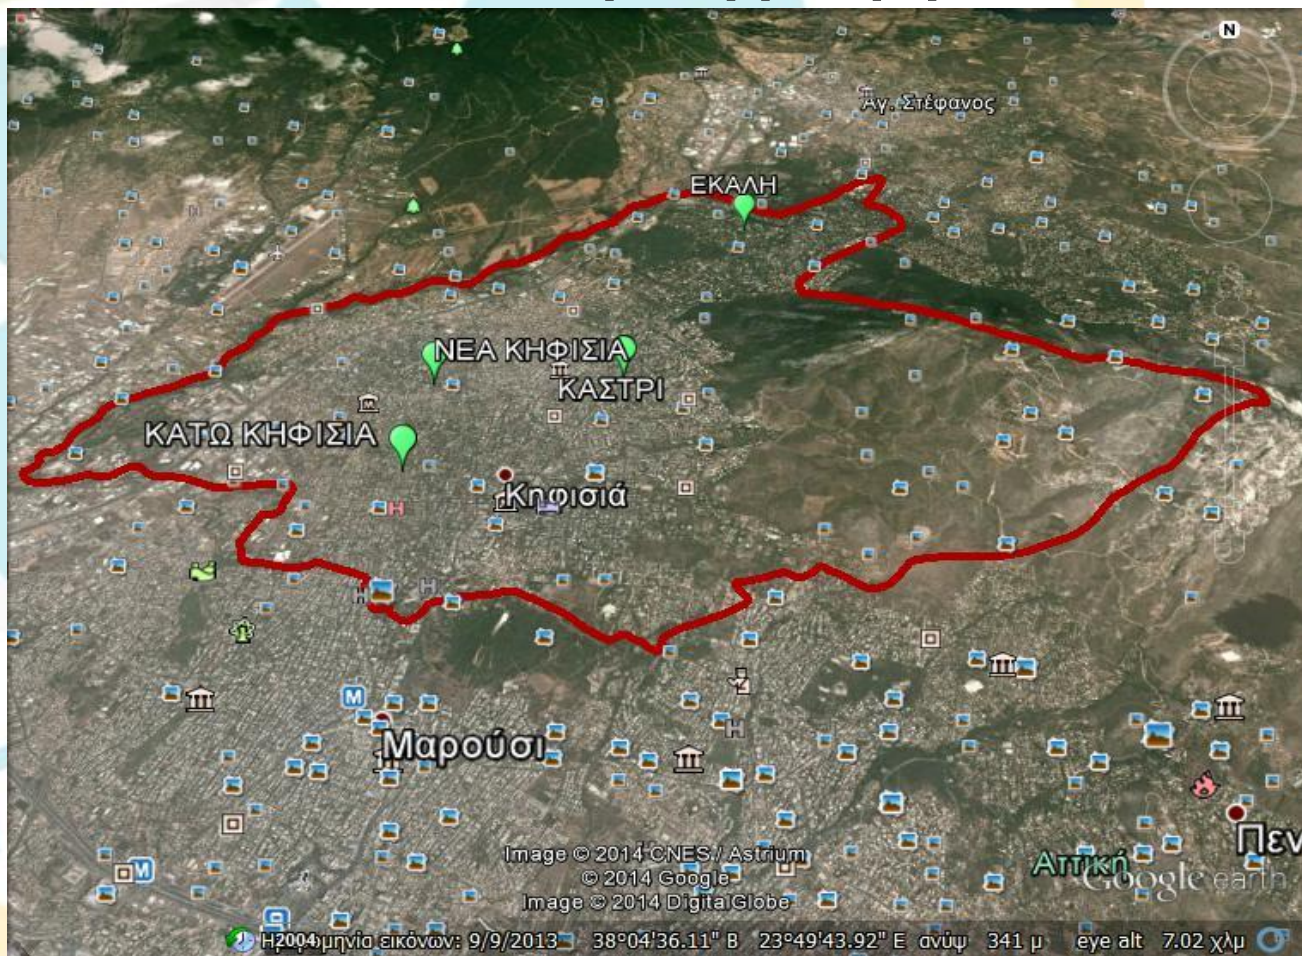 N
Αγ. Στέφανος
ΕΚΑΛΗ
ΝΕΑ ΚΗΦΙΣΙΑ
ΚΑΣΤΡΙ
ΚΑΤΩ ΚΗΦΙΣΙΑ
Κηφισιά
H
H
H
M
H
Μαρούσι
Πεν
Αττική
M
Image © 2014 CNES / Astrium
© 2014 Google
Image © 2014 DigitalGlobe
Google earth
2004
εικόνων: 9/9/2013 38°04'36.11" Β 23°49'43.92" Ε ανύψ 341 μ eye alt 7.02 χλμ